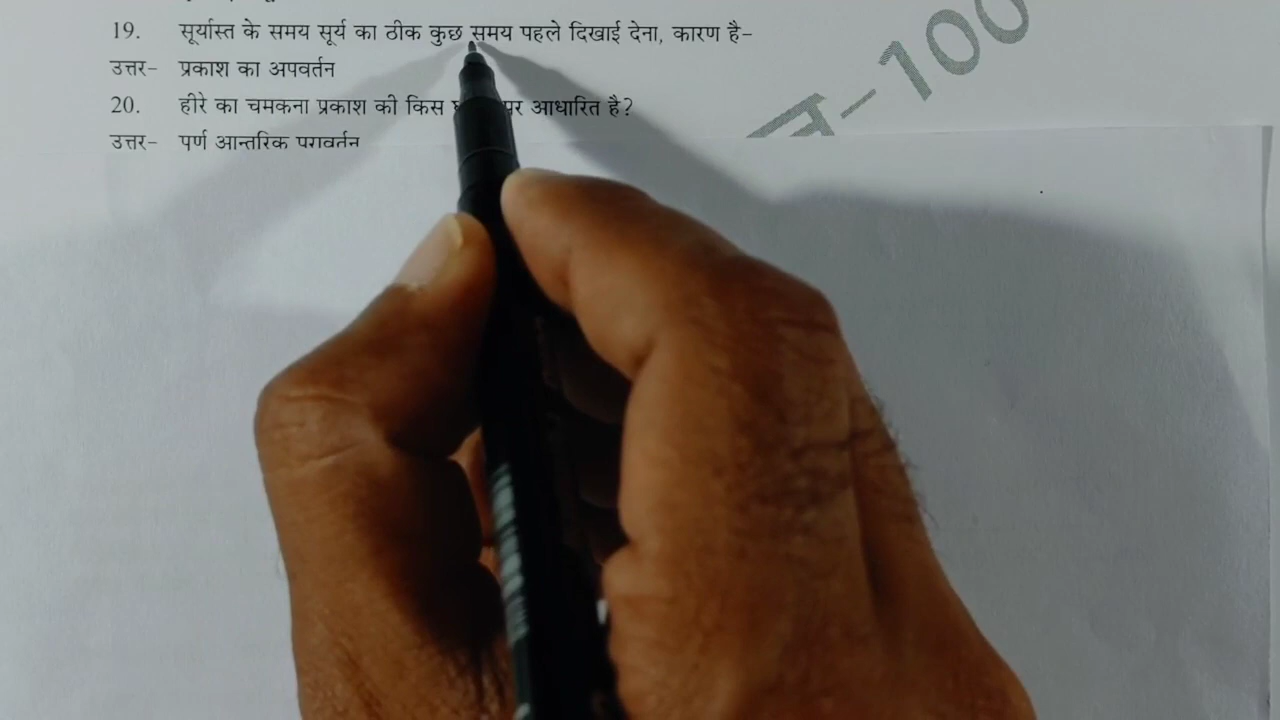 19. सूर्यास्त के समय सूर्य का ठीक कुछ समय पहले दिखाई देना, कारण है-
उत्तर- प्रकाश का अपवर्तन
20. हीरे का चमकना प्रकाश की किस पर आधारित है?
उत्तर- पूर्ण आन्तरिक परावर्तन
-100